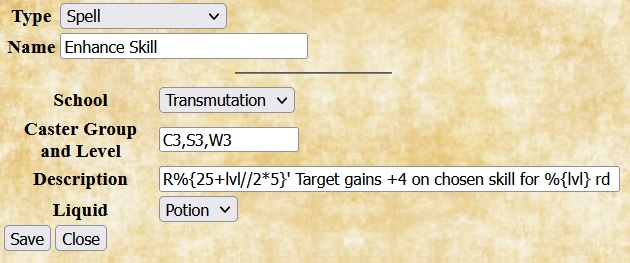 Type Spell
Name Enhance Skill
School Transmutation
Caster Group
and Level C3,S3,W3
Description R%{25+lvl//2*5}' Target gains +4 on chosen skill for %{lvl} rd
Liquid Potion
Save Close